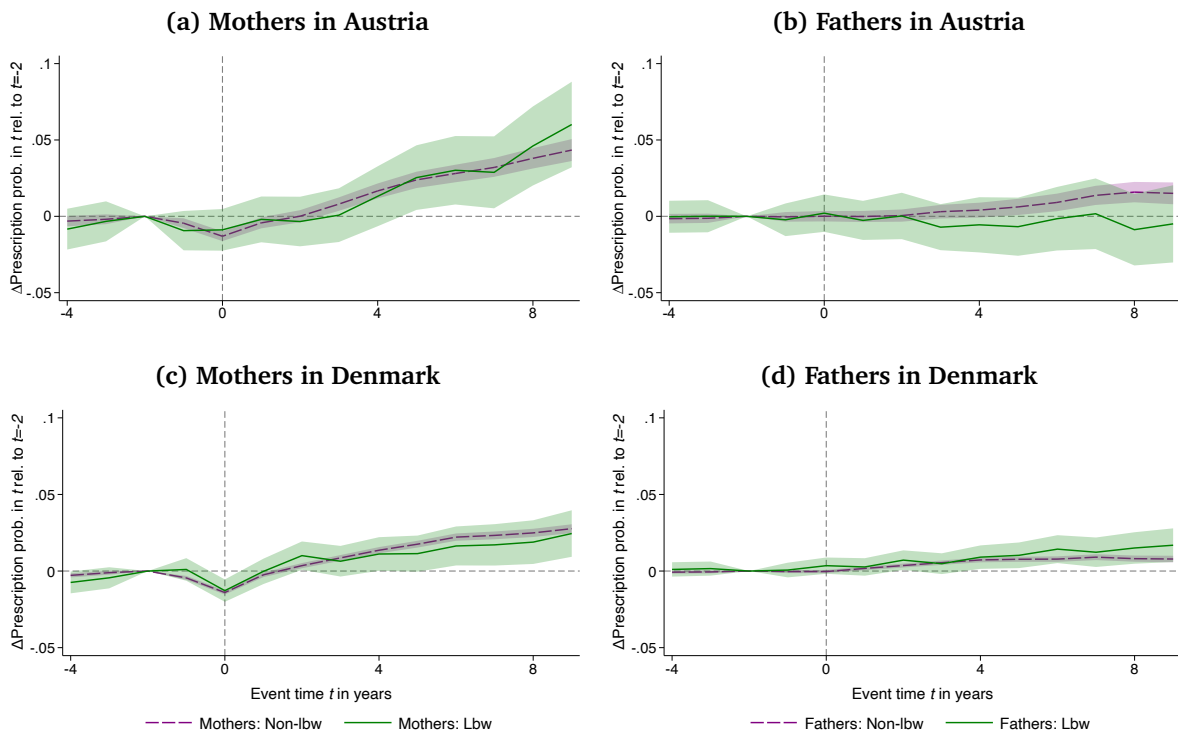 (a) Mothers in Austria
ΔPrescription prob. in t rel. to t=-2
.1
.05
0
-.05
-4
0
4
8
(b) Fathers in Austria
ΔPrescription prob. in t rel. to t=-2
.1
.05
0
-.05
-4
0
4
8
(c) Mothers in Denmark
ΔPrescription prob. in t rel. to t=-2
.1
.05
0
-.05
-4
0
4
8
Event time t in years
Mothers: Non-lbw
Mothers: Lbw
(d) Fathers in Denmark
ΔPrescription prob. in t rel. to t=-2
.1
.05
0
-.05
-4
0
4
8
Event time t in years
Fathers: Non-lbw
Fathers: Lbw